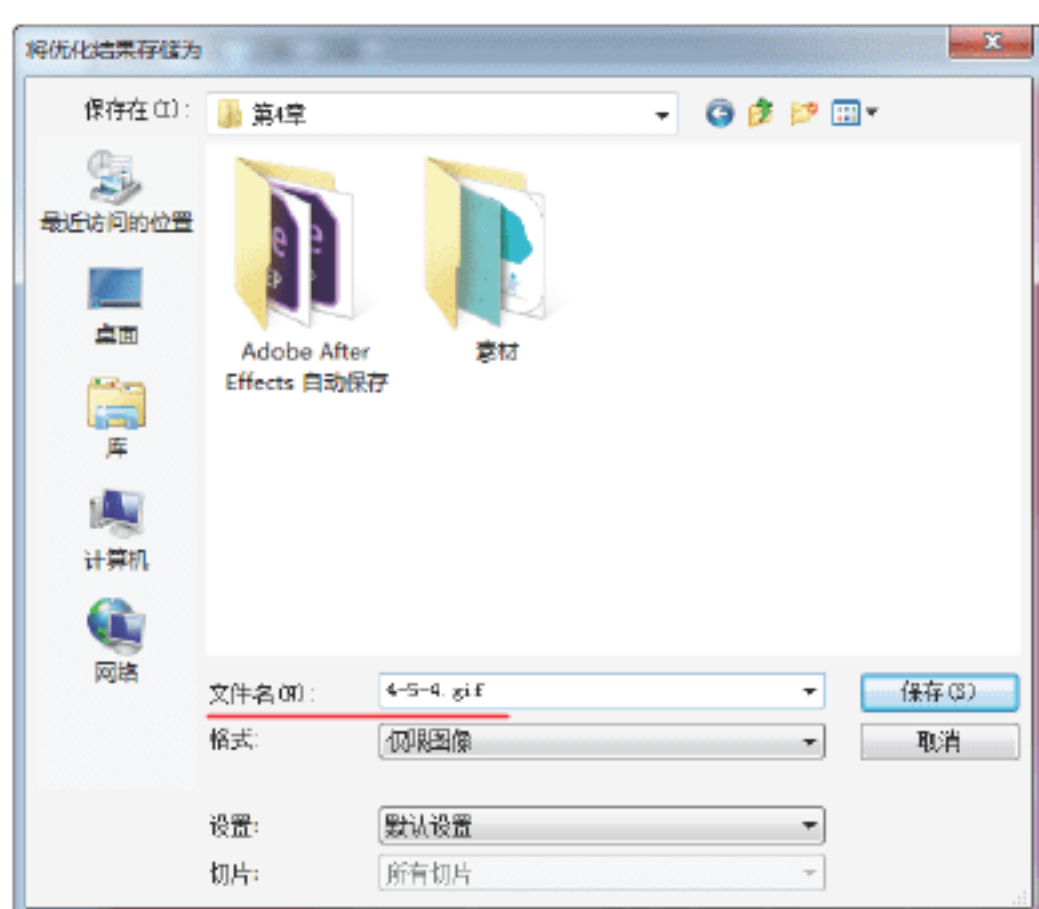 将优化结果存储为
保存在(I):
第4章
最近访问的位置
桌面
库
计算机
网络
Adobe After
Effects 自动保存
素材
文件名(N):
4-5-4.gif
保存(S)
格式:
仅限图像
取消
设置:
默认设置
切片:
所有切片